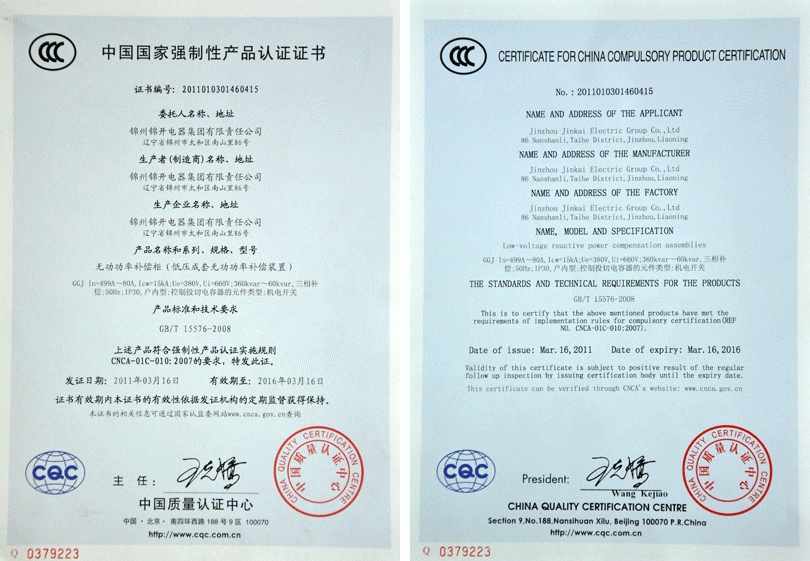 CCC
中国国家强制性产品认证证书
证书编号: 2011010301460415
委托人名称、地址
锦州锦开电器集团有限责任公司
辽宁省锦州市太和区南山里86号
生产者(制造商)名称、地址
锦州锦开电器集团有限责任公司
辽宁省锦州市太和区南山里86号
生产企业名称、地址
锦州锦开电器集团有限责任公司
辽宁省锦州市太和区南山里86号
产品名称和系列、规格、型号
无功功率补偿柜（低压成套无功功率补偿装置）
GGJ In=499A～80A,Icw=15kA;Ue=380V,Ui=660V;360kvar～60kvar,三相补
偿;50Hz;IP30,户内型;控制投切电容器的元件类型:机电开关
产品标准和技术要求
GB/T 15576-2008
上述产品符合强制性产品认证实施规则
CNCA-01C-010:2007的要求,特发此证。
发证日期: 2011年03月16日 有效期至: 2016年03月16日
证书有效期内本证书的有效性依据发证机构的定期监督获得保持。
本证书的相关信息可通过国家认监委网站www.cnca.gov.cn查询
CQC
主 任:
CHINA QUALITY CERTIFICATION CENTRE
中国质量认证中心
中国质量认证中心
中国·北京·南四环西路188号9区 100070
http://www.cqc.com.cn
Q 0379223
CCC
CERTIFICATE FOR CHINA COMPULSORY PRODUCT CERTIFICATION
No.: 2011010301460415
NAME AND ADDRESS OF THE APPLICANT
Jinzhou Jinkai Electric Group Co.,Ltd
86 Nanshanli,Taihe District,Jinzhou,Liaoning
NAME AND ADDRESS OF THE MANUFACTURER
Jinzhou Jinkai Electric Group Co.,Ltd
86 Nanshanli,Taihe District,Jinzhou,Liaoning
NAME AND ADDRESS OF THE FACTORY
Jinzhou Jinkai Electric Group Co.,Ltd
86 Nanshanli,Taihe District,Jinzhou,Liaoning
NAME, MODEL AND SPECIFICATION
Low-voltage reactive power compensation assemblies
GGJ In=499A～80A,Icw=15kA;Ue=380V,Ui=660V;360kvar～60kvar,三相补
偿;50Hz;IP30,户内型;控制投切电容器的元件类型:机电开关
THE STANDARDS AND TECHNICAL REQUIREMENTS FOR THE PRODUCTS
GB/T 15576-2008
This is to certify that the above mentioned products have met the
requirements of implementation rules for compulsory certification(REF
NO. CNCA-01C-010:2007).
Date of issue: Mar.16,2011 Date of expiry: Mar.16,2016
Validity of this certificate is subject to positive result of the regular
follow up inspection by issuing certification body until the expiry date.
This certificate can be verified through CNCA's website: www.cnca.gov.cn
CQC
President:
Wang Kejiao
CHINA QUALITY CERTIFICATION CENTRE
中国质量认证中心
CHINA QUALITY CERTIFICATION CENTRE
Section 9,No.188,Nansihuan Xilu, Beijing 100070 P.R.China
http://www.cqc.com.cn
Q 0379223